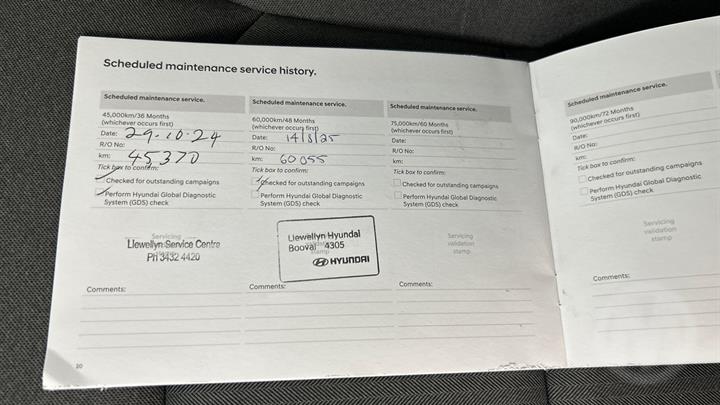 Scheduled maintenance service history.
Scheduled maintenance service.
45,000km/36 Months
(whichever occurs first)
Date: 29.10.24
R/O No:
km: 45370
Tick box to confirm:
Checked for outstanding campaigns
Perform Hyundai Global Diagnostic
System (GDS) check
Servicing
Llewellyn Service Centre
PH 3432 4420
Comments:
20
Scheduled maintenance service.
60,000km/48 Months
(whichever occurs first)
Date: 14/8/25
R/O No:
km: 60055
Tick box to confirm:
Checked for outstanding campaigns
Perform Hyundai Global Diagnostic
System (GDS) check
Llewellyn Hyundai
Booval 4305
stamp
HYUNDAI
Comments:
Scheduled maintenance service.
75,000km/60 Months
(whichever occurs first)
Date:
R/O No:
km:
Tick box to confirm:
Checked for outstanding campaigns
Perform Hyundai Global Diagnostic
System (GDS) check
Servicing
validation
stamp
Comments:
Scheduled maintenance service.
90,000km/72 Months
(whichever occurs first)
Date:
R/O No:
km:
Tick box to confirm:
Checked for outstanding campaigns
Perform Hyundai Global Diagnostic
System (GDS) check
Servicing
validation
stamp
Comments: